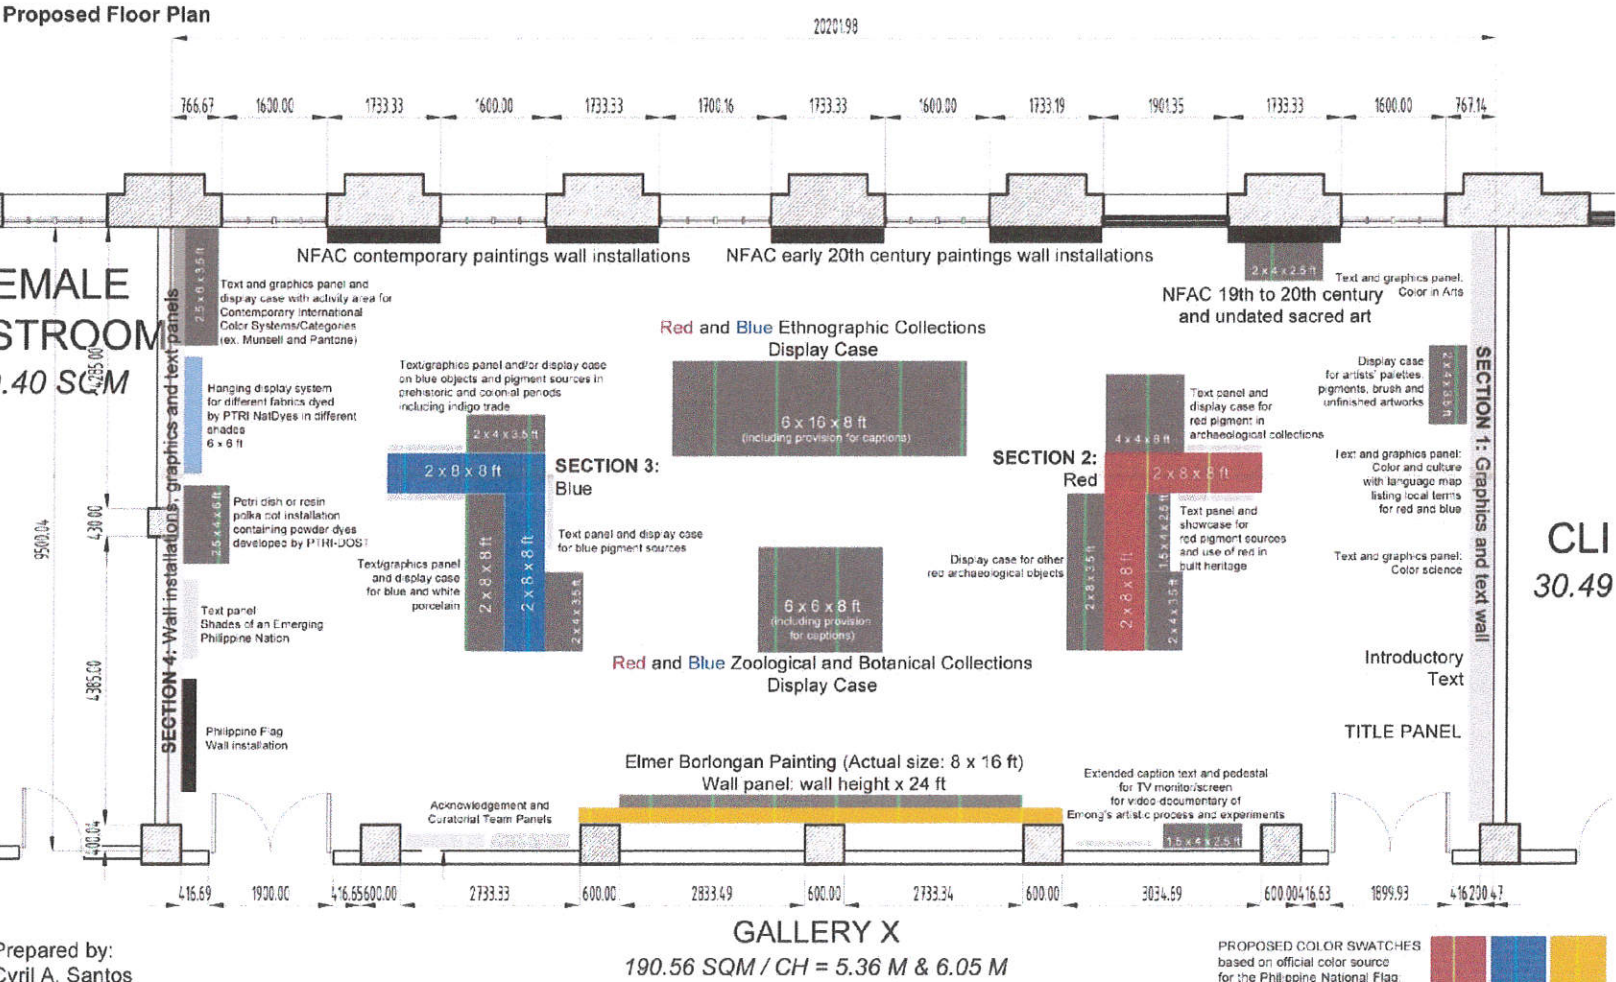 Proposed Floor Plan
20201.98
766.67
1600.00
1733.33
1600.00
1733.33
1700.16
1733.33
1600.00
1733.19
1901.35
1733.33
1600.00
767.14
NFAC contemporary paintings wall installations
NFAC early 20th century paintings wall installations
2 x 4 x 2.5 ft
NFAC 19th to 20th century
and undated sacred art
Text and graphics panel:
Color in Arts
EMALE
STROOM
.40 SQM
4285.00
9500.04
430.00
4385.00
400.04
SECTION 4: Wall installations, graphics and text panels
2.5 x 6 x 3.5 ft
Text and graphics panel and
display case with activity area for
Contemporary International
Color Systems/Categories
(ex. Munsell and Pantone)
Hanging display system
for different fabrics dyed
by PTRI NatDyes in different
shades
6 x 6 ft
2.5 x 4 x 6 ft
Petri dish or resin
polka dot installation
containing powder dyes
developed by PTRI-DOST
Text panel
Shades of an Emerging
Philippine Nation
Philippine Flag
Wall installation
Text/graphics panel and/or display case
on blue objects and pigment sources in
prehistoric and colonial periods
including indigo trade
2 x 4 x 3.5 ft
2 x 8 x 8 ft
SECTION 3:
Blue
2 x 8 x 8 ft
2 x 8 x 8 ft
2 x 4 x 3.5 ft
Text panel and display case
for blue pigment sources
Text/graphics panel
and display case
for blue and white
porcelain
Red and Blue Ethnographic Collections
Display Case
6 x 16 x 8 ft
(including provision for captions)
6 x 6 x 8 ft
(including provision
for captions)
Red and Blue Zoological and Botanical Collections
Display Case
4 x 4 x 8 ft
Text panel and
display case for
red pigment in
archaeological collections
SECTION 2:
Red
2 x 8 x 8 ft
2 x 8 x 3.5 ft
2 x 8 x 8 ft
1.5 x 4 x 2.5 ft
2 x 4 x 3.5 ft
Text panel and
showcase for
red pigment sources
and use of red in
built heritage
Display case for other
red archaeological objects
Display case
for artists' palettes,
pigments, brush and
unfinished artworks
2 x 4 x 3.5 ft
SECTION 1: Graphics and text wall
Text and graphics panel:
Color and culture
with language map
listing local terms
for red and blue
Text and graphics panel:
Color science
Introductory
Text
TITLE PANEL
CLI
30.49
Elmer Borlongan Painting (Actual size: 8 x 16 ft)
Wall panel: wall height x 24 ft
Acknowledgement and
Curatorial Team Panels
Extended caption text and pedestal
for TV monitor/screen
for video-documentary of
Emong's artistic process and experiments
1.5 x 4 x 2.5 ft
416.69
1900.00
416.65
600.00
2733.33
600.00
2833.49
600.00
2733.34
600.00
3034.69
600.00
416.63
1899.93
416
200.47
GALLERY X
190.56 SQM / CH = 5.36 M & 6.05 M
Prepared by:
Cyril A. Santos
PROPOSED COLOR SWATCHES
based on official color source
for the Philippine National Flag: